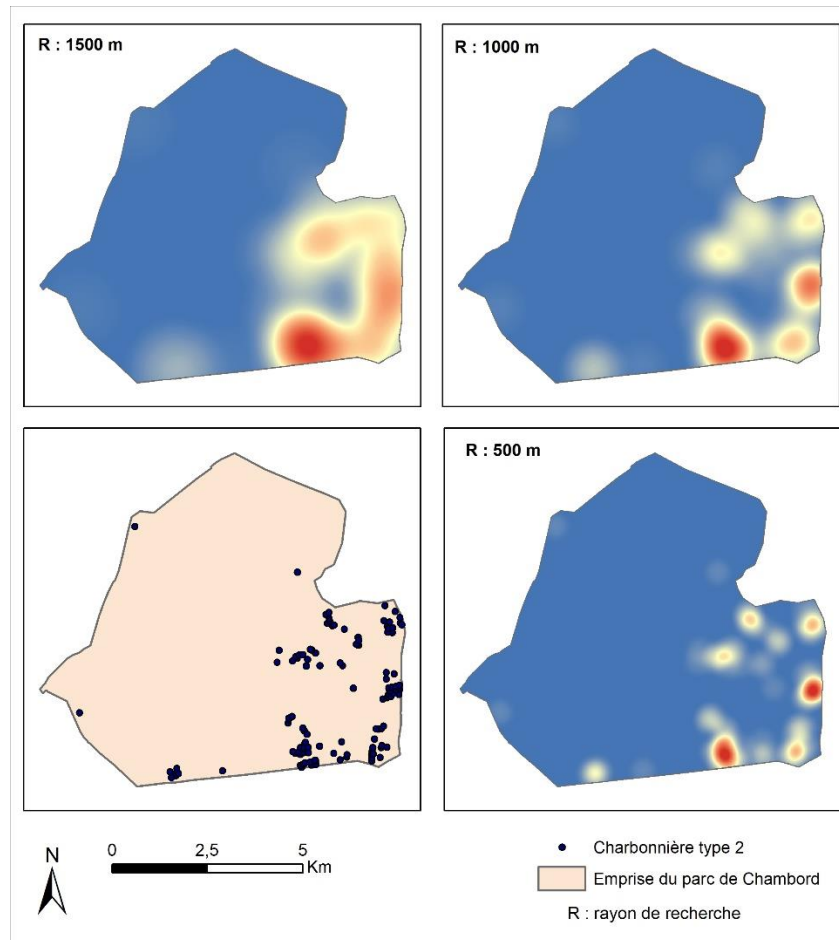 R : 1500 m
R : 1000 m
R : 500 m
N
0 2,5 5
Km
Charbonnière type 2
Emprise du parc de Chambord
R : rayon de recherche